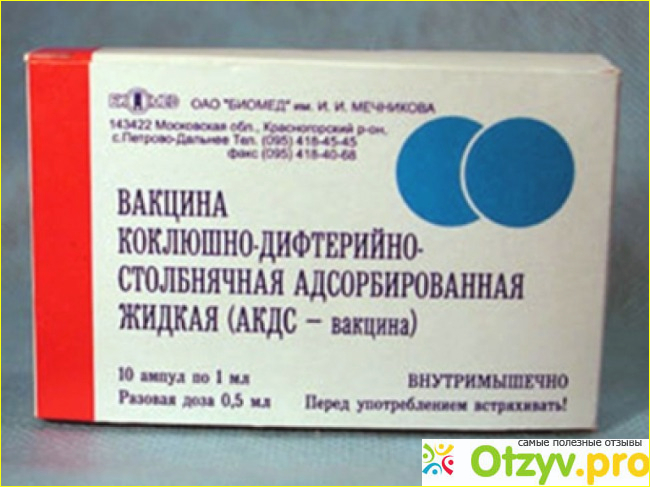 БИОМЕД ОАО "БИОМЕД" им. И. И. МЕЧНИКОВА
143422 Московская обл., Красногорский р-он,
с.Петрово-Дальнее Тел. (095) 418-45-45
факс (095) 418-40-68
ВАКЦИНА
КОКЛЮШНО-ДИФТЕРИЙНО-
СТОЛБНЯЧНАЯ АДСОРБИРОВАННАЯ
ЖИДКАЯ (АКДС – вакцина)
10 ампул по 1 мл ВНУТРИМЫШЕЧНО
Разовая доза 0,5 мл Перед употреблением встряхивать!
самые полезные отзывы
Otzyv.pro